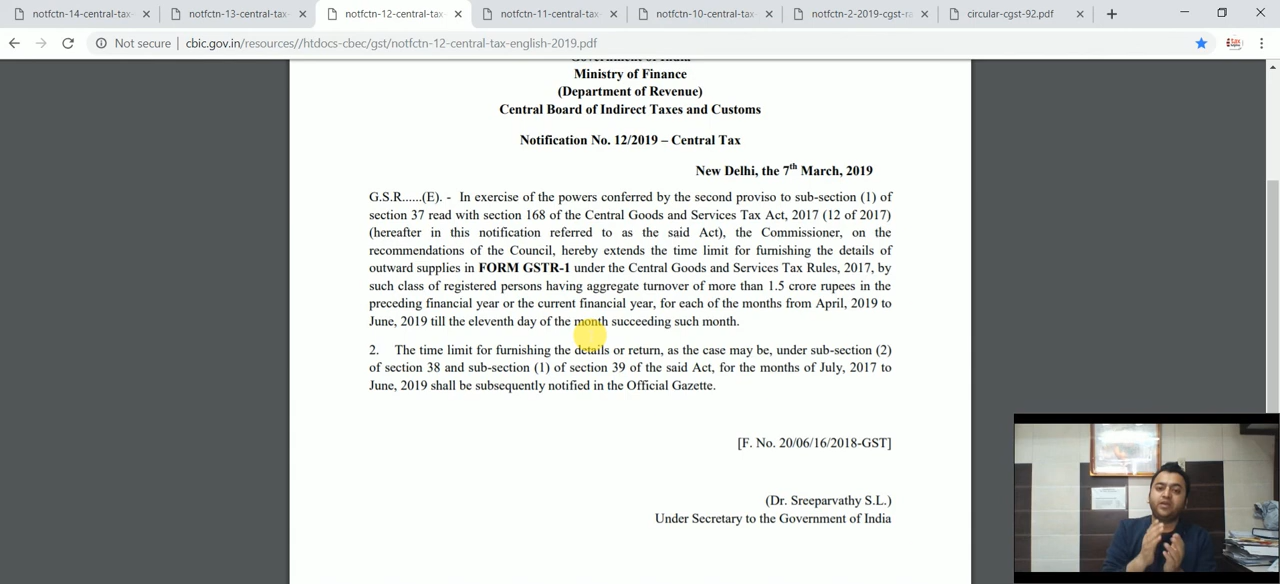 notfctn-14-central-tax-
notfctn-13-central-tax-
notfctn-12-central-tax-
notfctn-11-central-tax-
notfctn-10-central-tax-
notfctn-2-2019-cgst-ra
circular-cgst-92.pdf
Not secure | cbic.gov.in/resources//htdocs-cbec/gst/notfctn-12-central-tax-english-2019.pdf
Government of India
Ministry of Finance
(Department of Revenue)
Central Board of Indirect Taxes and Customs
Notification No. 12/2019 – Central Tax
New Delhi, the 7th March, 2019
G.S.R......(E). - In exercise of the powers conferred by the second proviso to sub-section (1) of
section 37 read with section 168 of the Central Goods and Services Tax Act, 2017 (12 of 2017)
(hereafter in this notification referred to as the said Act), the Commissioner, on the
recommendations of the Council, hereby extends the time limit for furnishing the details of
outward supplies in FORM GSTR-1 under the Central Goods and Services Tax Rules, 2017, by
such class of registered persons having aggregate turnover of more than 1.5 crore rupees in the
preceding financial year or the current financial year, for each of the months from April, 2019 to
June, 2019 till the eleventh day of the month succeeding such month.
2. The time limit for furnishing the details or return, as the case may be, under sub-section (2)
of section 38 and sub-section (1) of section 39 of the said Act, for the months of July, 2017 to
June, 2019 shall be subsequently notified in the Official Gazette.
[F. No. 20/06/16/2018-GST]
(Dr. Sreeparvathy S.L.)
Under Secretary to the Government of India